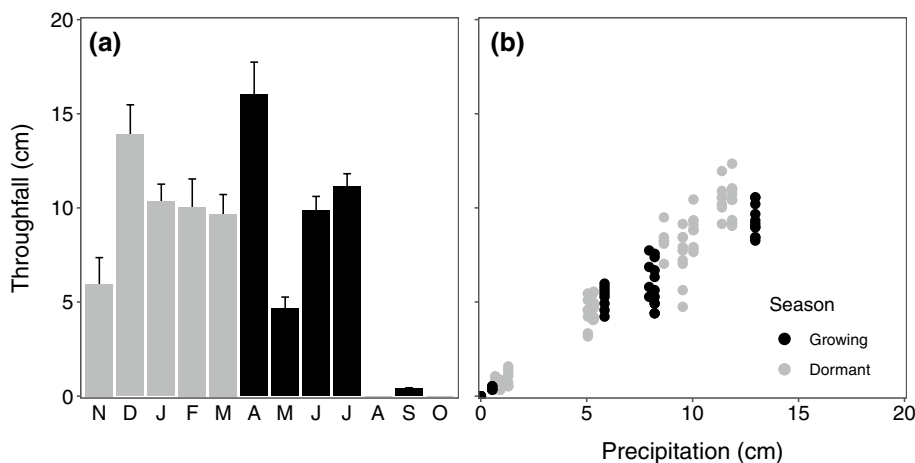 (a)
(b)
Throughfall (cm)
20
15
10
5
0
N D J F M A M J J A S O
Season
Growing
Dormant
0 5 10 15 20
Precipitation (cm)